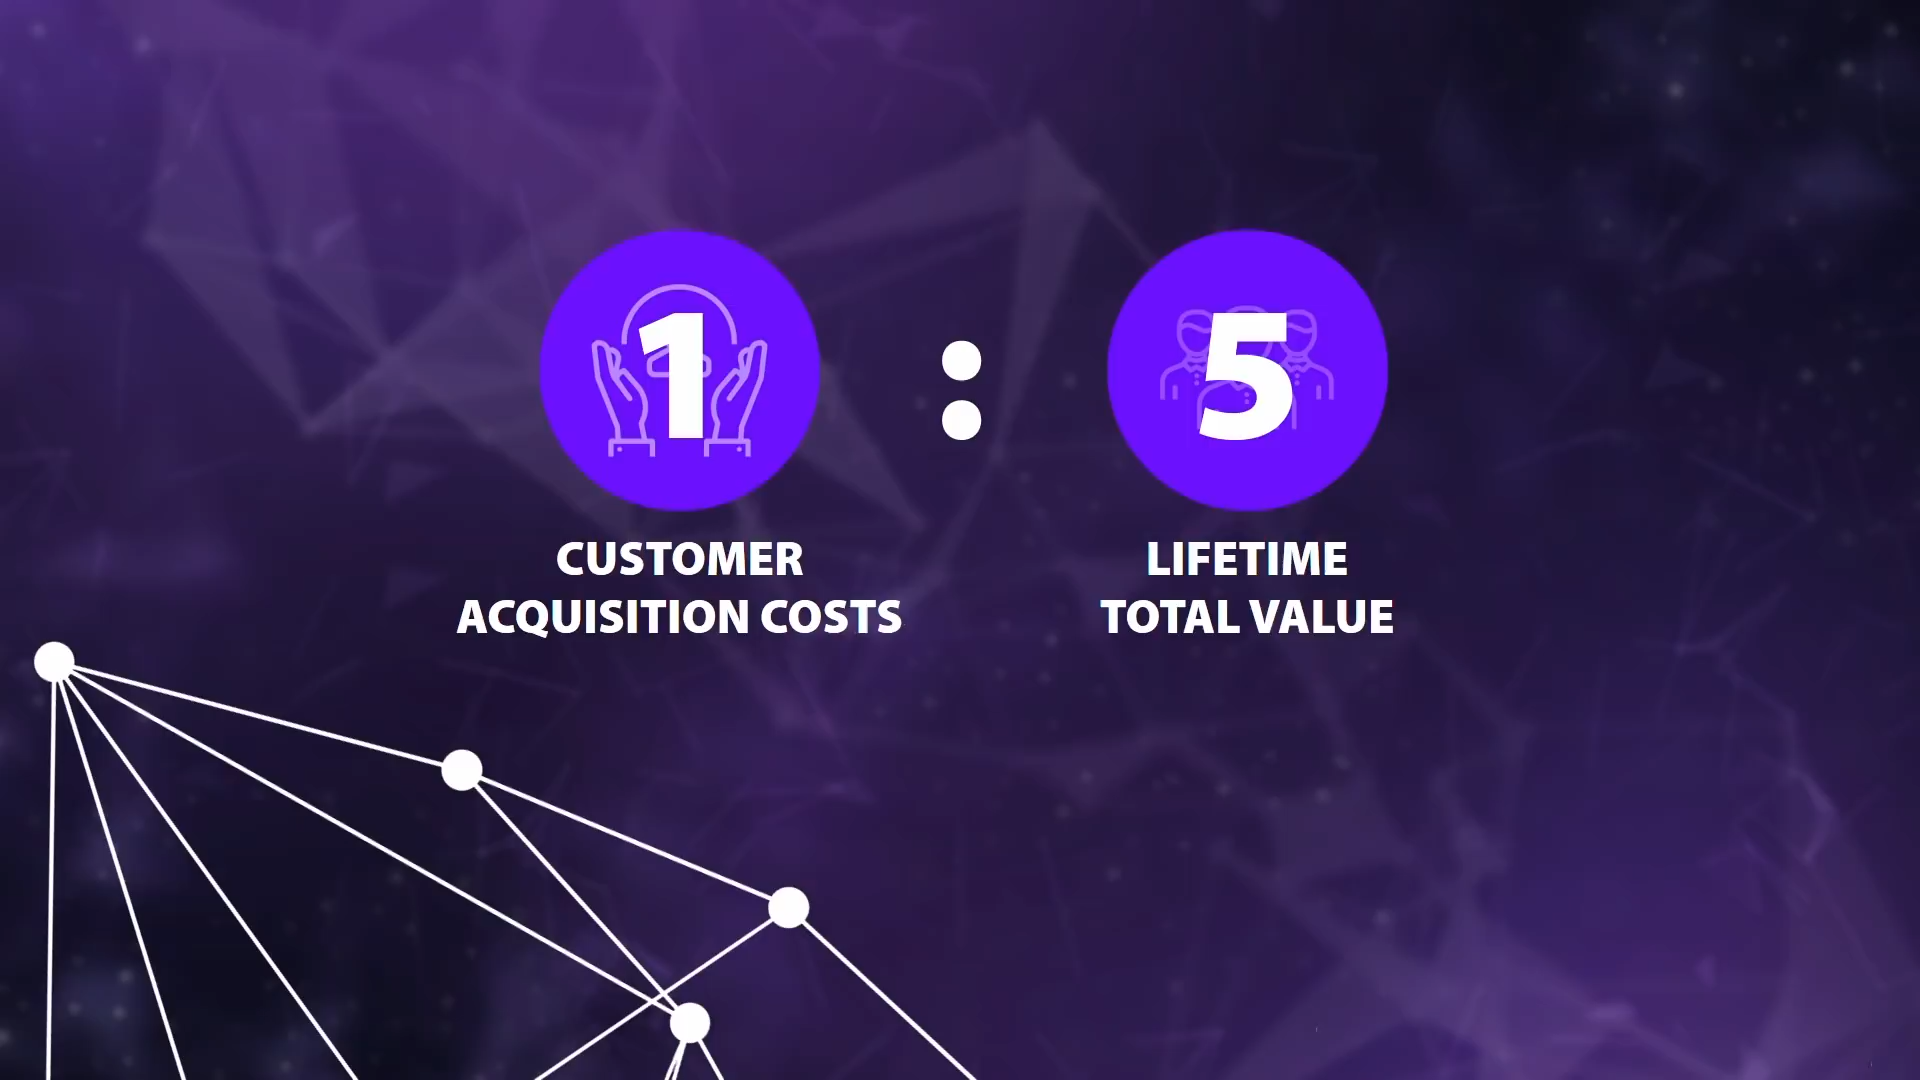 1 : 5
CUSTOMER
ACQUISITION COSTS
LIFETIME
TOTAL VALUE